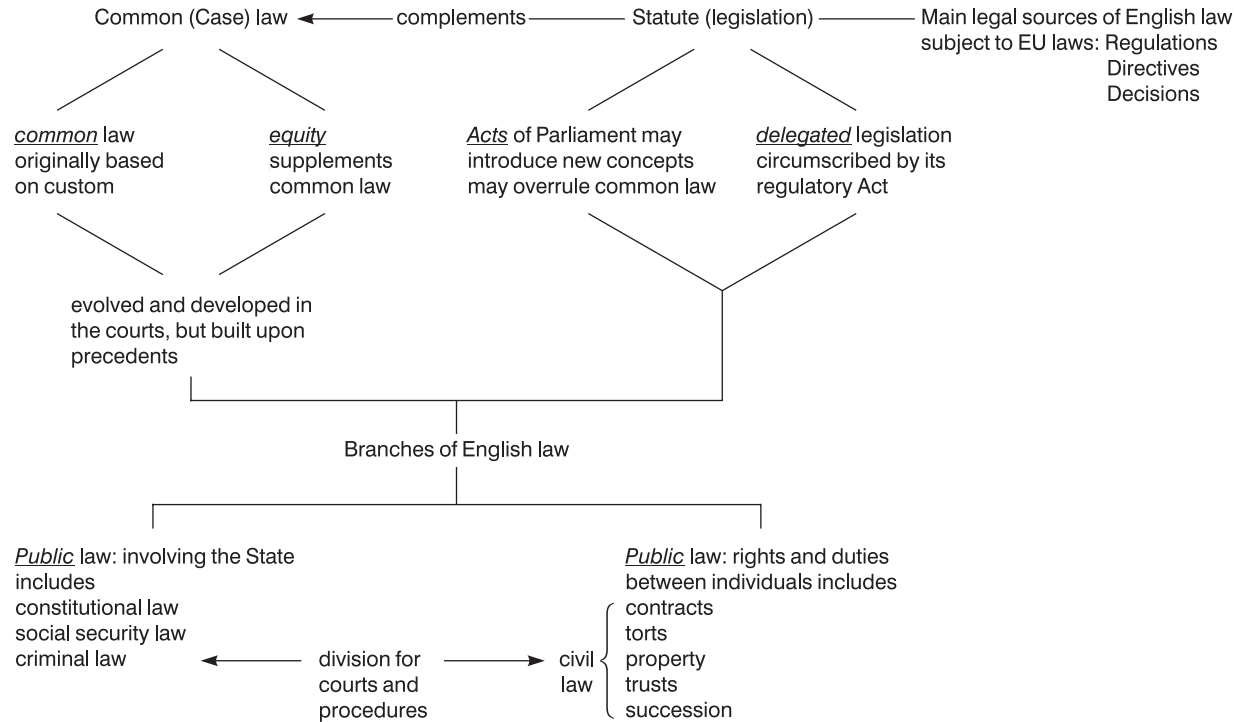 Common (Case) law
complements
Statute (legislation)
Main legal sources of English law
subject to EU laws: Regulations
Directives
Decisions
common law
originally based
on custom
equity
supplements
common law
Acts of Parliament may
introduce new concepts
may overrule common law
delegated legislation
circumscribed by its
regulatory Act
evolved and developed in
the courts, but built upon
precedents
Branches of English law
Public law: involving the State
includes
constitutional law
social security law
criminal law
division for
courts and
procedures
civil
law
Public law: rights and duties
between individuals includes
contracts
torts
property
trusts
succession